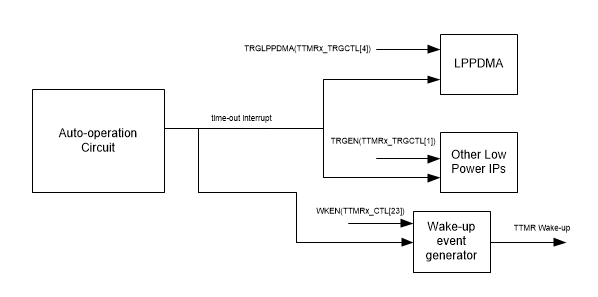 TRGLPPDMA(TTMRx_TRGCTL[4])
LPPDMA
Auto-operation
Circuit
time-out interrupt
TRGEN(TTMRx_TRGCTL[1])
Other Low
Power IPs
WKEN(TTMRx_CTL[23])
Wake-up
event
generator
TTMR Wake-up